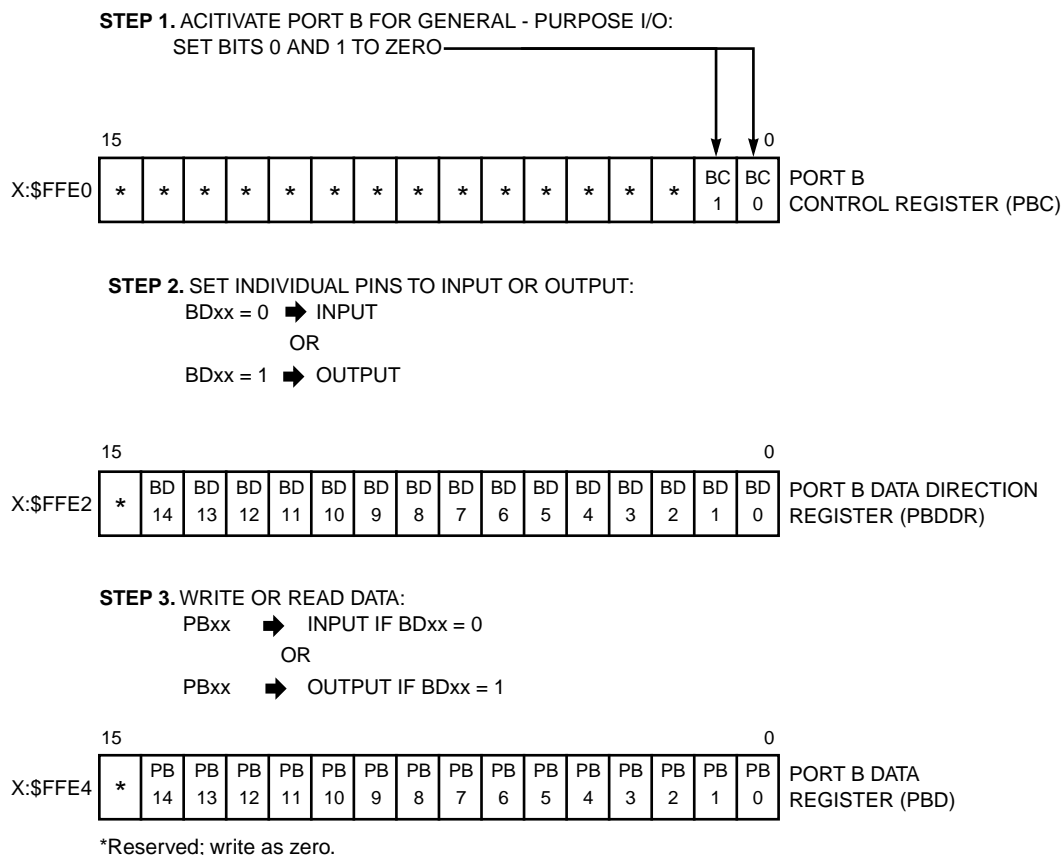 STEP 1. ACITIVATE PORT B FOR GENERAL - PURPOSE I/O:
SET BITS 0 AND 1 TO ZERO
15 0
X:$FFE0 * * * * * * * * * * * * * * BC 1 BC 0 PORT B CONTROL REGISTER (PBC)
STEP 2. SET INDIVIDUAL PINS TO INPUT OR OUTPUT:
BDxx = 0 ➡ INPUT
OR
BDxx = 1 ➡ OUTPUT
15 0
X:$FFE2 * BD 14 BD 13 BD 12 BD 11 BD 10 BD 9 BD 8 BD 7 BD 6 BD 5 BD 4 BD 3 BD 2 BD 1 BD 0 PORT B DATA DIRECTION REGISTER (PBDDR)
STEP 3. WRITE OR READ DATA:
PBxx ➡ INPUT IF BDxx = 0
OR
PBxx ➡ OUTPUT IF BDxx = 1
15 0
X:$FFE4 * PB 14 PB 13 PB 12 PB 11 PB 10 PB 9 PB 8 PB 7 PB 6 PB 5 PB 4 PB 3 PB 2 PB 1 PB 0 PORT B DATA REGISTER (PBD)
*Reserved; write as zero.